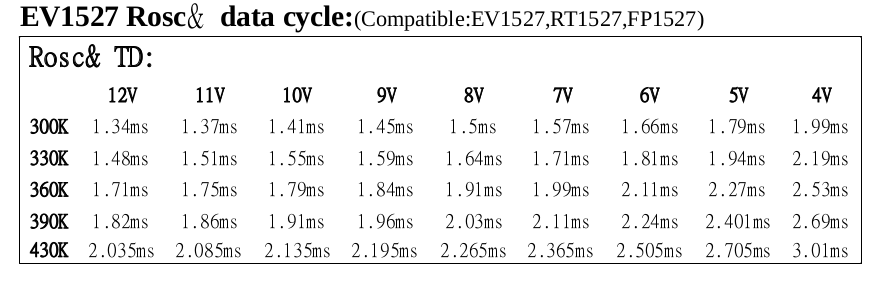 EV1527 Rosc& data cycle:(Compatible:EV1527,RT1527,FP1527)
Rosc& TD:
12V 11V 10V 9V 8V 7V 6V 5V 4V
300K 1.34ms 1.37ms 1.41ms 1.45ms 1.5ms 1.57ms 1.66ms 1.79ms 1.99ms
330K 1.48ms 1.51ms 1.55ms 1.59ms 1.64ms 1.71ms 1.81ms 1.94ms 2.19ms
360K 1.71ms 1.75ms 1.79ms 1.84ms 1.91ms 1.99ms 2.11ms 2.27ms 2.53ms
390K 1.82ms 1.86ms 1.91ms 1.96ms 2.03ms 2.11ms 2.24ms 2.401ms 2.69ms
430K 2.035ms 2.085ms 2.135ms 2.195ms 2.265ms 2.365ms 2.505ms 2.705ms 3.01ms